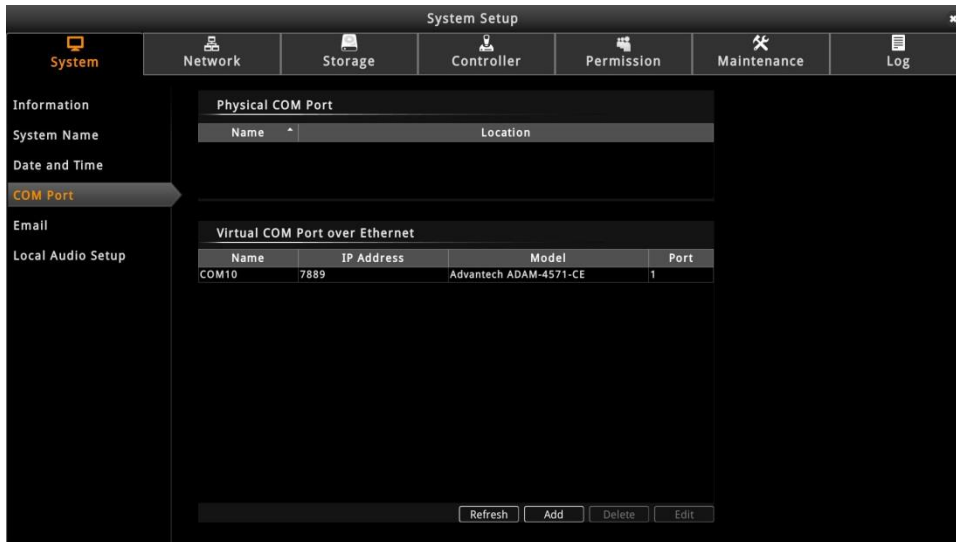 System Setup
System Network Storage Controller Permission Maintenance Log
Information
System Name
Date and Time
COM Port
Email
Local Audio Setup
Physical COM Port
Name Location
Virtual COM Port over Ethernet
Name IP Address Model Port
COM10 7889 Advantech ADAM-4571-CE 1
Refresh Add Delete Edit